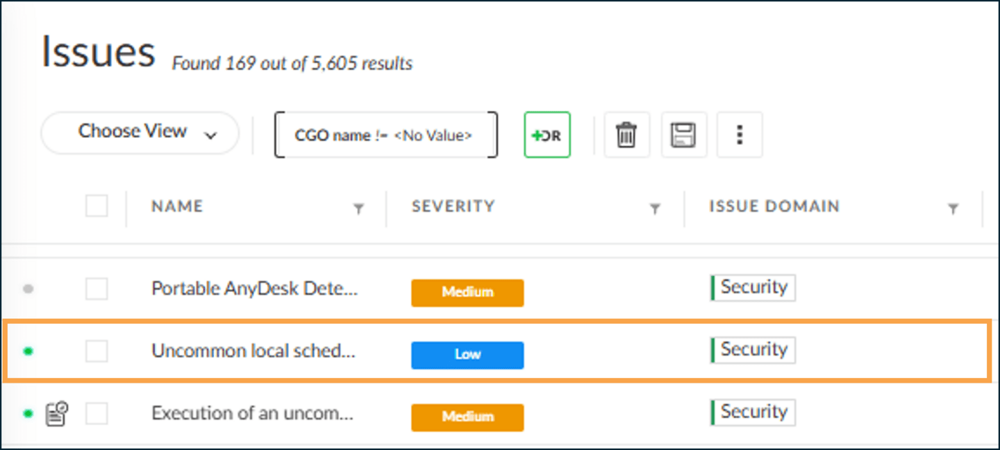 Issues Found 169 out of 5,605 results
Choose View CGO name != <No Value> +OR
NAME SEVERITY ISSUE DOMAIN
Portable AnyDesk Dete... Medium Security
Uncommon local sched... Low Security
Execution of an uncom... Medium Security